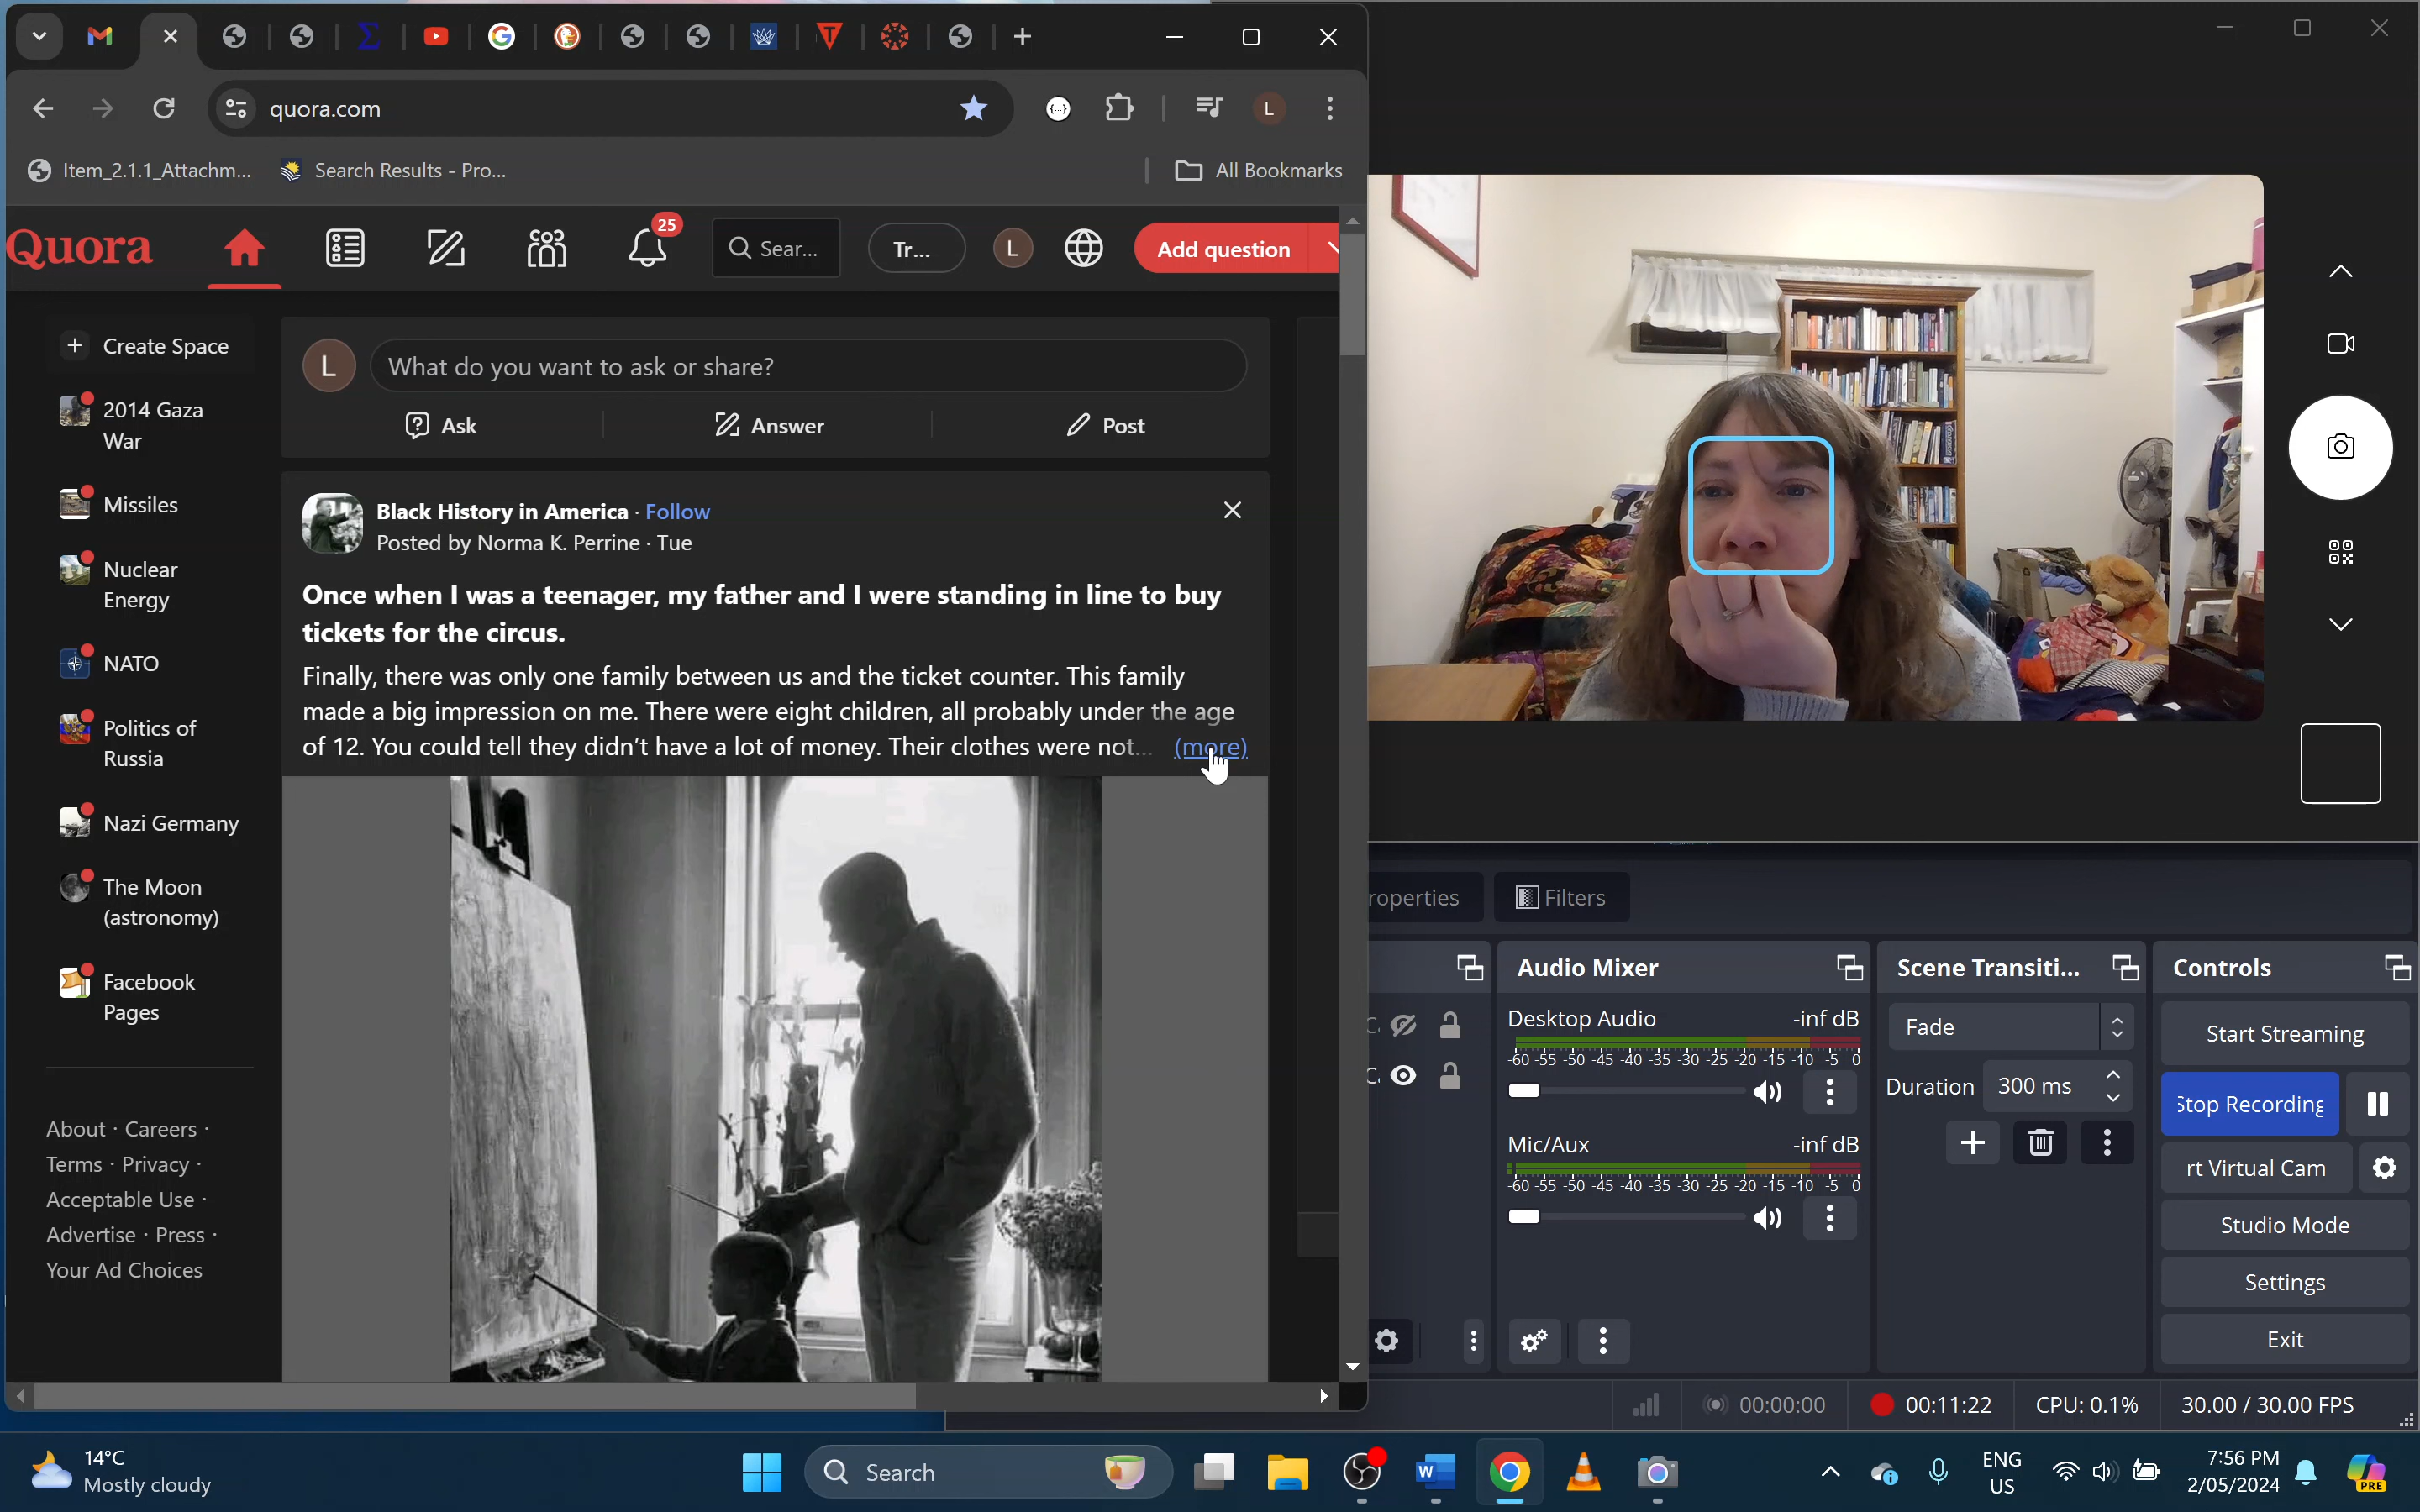 quora.com
Item_2.1.1_Attachm...
Search Results - Pro...
All Bookmarks
Quora
25
Sear...
Tr...
L
Add question
Create Space
2014 Gaza
War
Missiles
Nuclear
Energy
NATO
Politics of
Russia
Nazi Germany
The Moon
(astronomy)
Facebook
Pages
About · Careers ·
Terms · Privacy ·
Acceptable Use ·
Advertise · Press ·
Your Ad Choices
L
What do you want to ask or share?
Ask
Answer
Post
Black History in America · Follow
Posted by Norma K. Perrine · Tue
Once when I was a teenager, my father and I were standing in line to buy
tickets for the circus.
Finally, there was only one family between us and the ticket counter. This family
made a big impression on me. There were eight children, all probably under the age
of 12. You could tell they didn't have a lot of money. Their clothes were not... (more)
roperties
Filters
Audio Mixer
Desktop Audio -inf dB
-60 -55 -50 -45 -40 -35 -30 -25 -20 -15 -10 -5 0
Mic/Aux -inf dB
-60 -55 -50 -45 -40 -35 -30 -25 -20 -15 -10 -5 0
Scene Transiti...
Fade
Duration 300 ms
Controls
Start Streaming
Stop Recording
rt Virtual Cam
Studio Mode
Settings
Exit
00:00:00
00:11:22
CPU: 0.1%
30.00 / 30.00 FPS
14°C
Mostly cloudy
Search
ENG
US
7:56 PM
2/05/2024
PRE